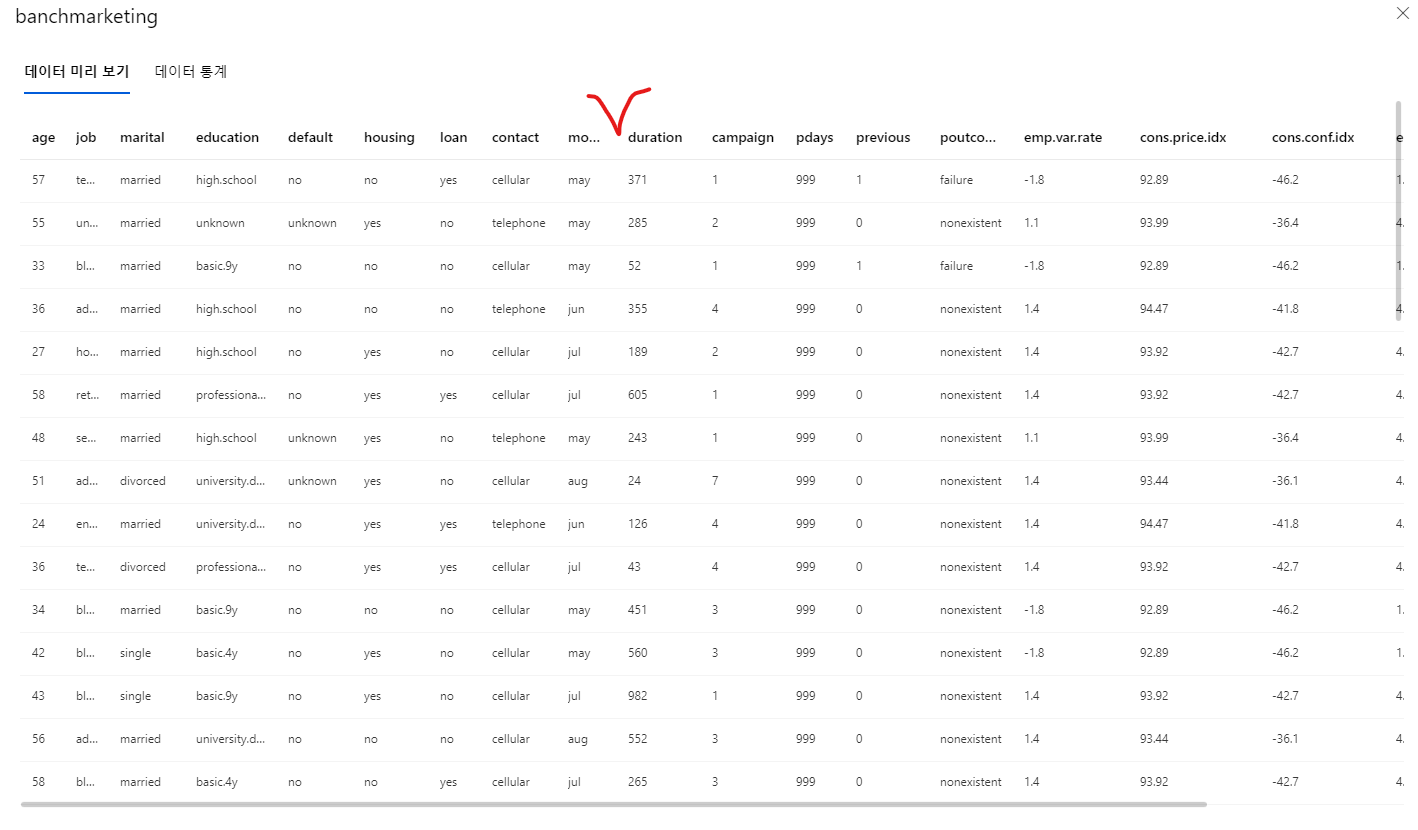 banchmarketing
데이터 미리 보기 데이터 통계
age job marital education default housing loan contact mo... duration campaign pdays previous poutco... emp.var.rate cons.price.idx cons.conf.idx e
57 te... married high.school no no yes cellular may 371 1 999 1 failure -1.8 92.89 -46.2 1.
55 un... married unknown unknown yes no telephone may 285 2 999 0 nonexistent 1.1 93.99 -36.4 4.
33 bl... married basic.9y no no no cellular may 52 1 999 1 failure -1.8 92.89 -46.2 1.
36 ad... married high.school no no no telephone jun 355 4 999 0 nonexistent 1.4 94.47 -41.8 4.
27 ho... married high.school no yes no cellular jul 189 2 999 0 nonexistent 1.4 93.92 -42.7 4.
58 ret... married professiona... no yes yes cellular jul 605 1 999 0 nonexistent 1.4 93.92 -42.7 4.
48 se... married high.school unknown yes no telephone may 243 1 999 0 nonexistent 1.1 93.99 -36.4 4.
51 ad... divorced university.d... unknown yes no cellular aug 24 7 999 0 nonexistent 1.4 93.44 -36.1 4.
24 en... married university.d... no yes yes telephone jun 126 4 999 0 nonexistent 1.4 94.47 -41.8 4.
36 te... divorced professiona... no yes yes cellular jul 43 4 999 0 nonexistent 1.4 93.92 -42.7 4.
34 bl... married basic.9y no no no cellular may 451 3 999 0 nonexistent -1.8 92.89 -46.2 1.
42 bl... single basic.4y no yes no cellular may 560 3 999 0 nonexistent -1.8 92.89 -46.2 1.
43 bl... single basic.9y no yes no cellular jul 982 1 999 0 nonexistent 1.4 93.92 -42.7 4.
56 ad... married university.d... no no no cellular aug 552 3 999 0 nonexistent 1.4 93.44 -36.1 4.
58 bl... married basic.4y no no yes cellular jul 265 3 999 0 nonexistent 1.4 93.92 -42.7 4.